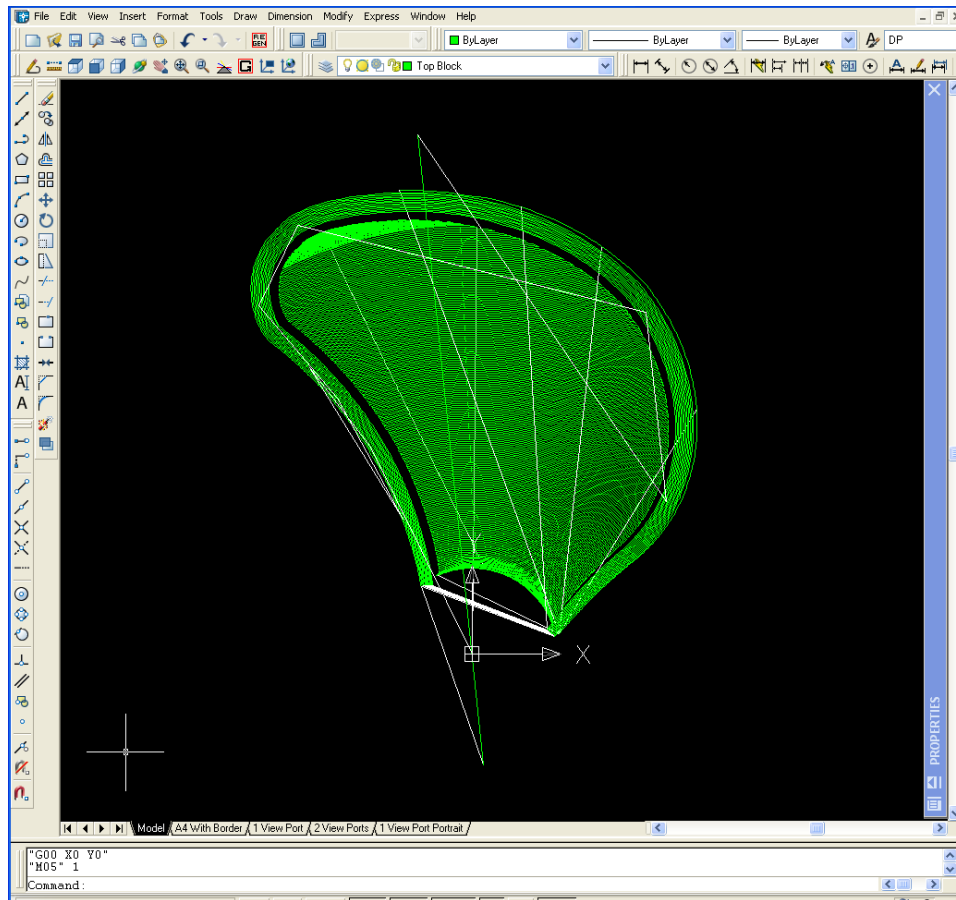 File Edit View Insert Format Tools Draw Dimension Modify Express Window Help
RE GEN ByLayer ByLayer ByLayer DP
G Top Block
A
A
Y
X
PROPERTIES
Model A4 With Border 1 View Port 2 View Ports 1 View Port Portrait
"G00 X0 Y0"
"M05" 1
Command: